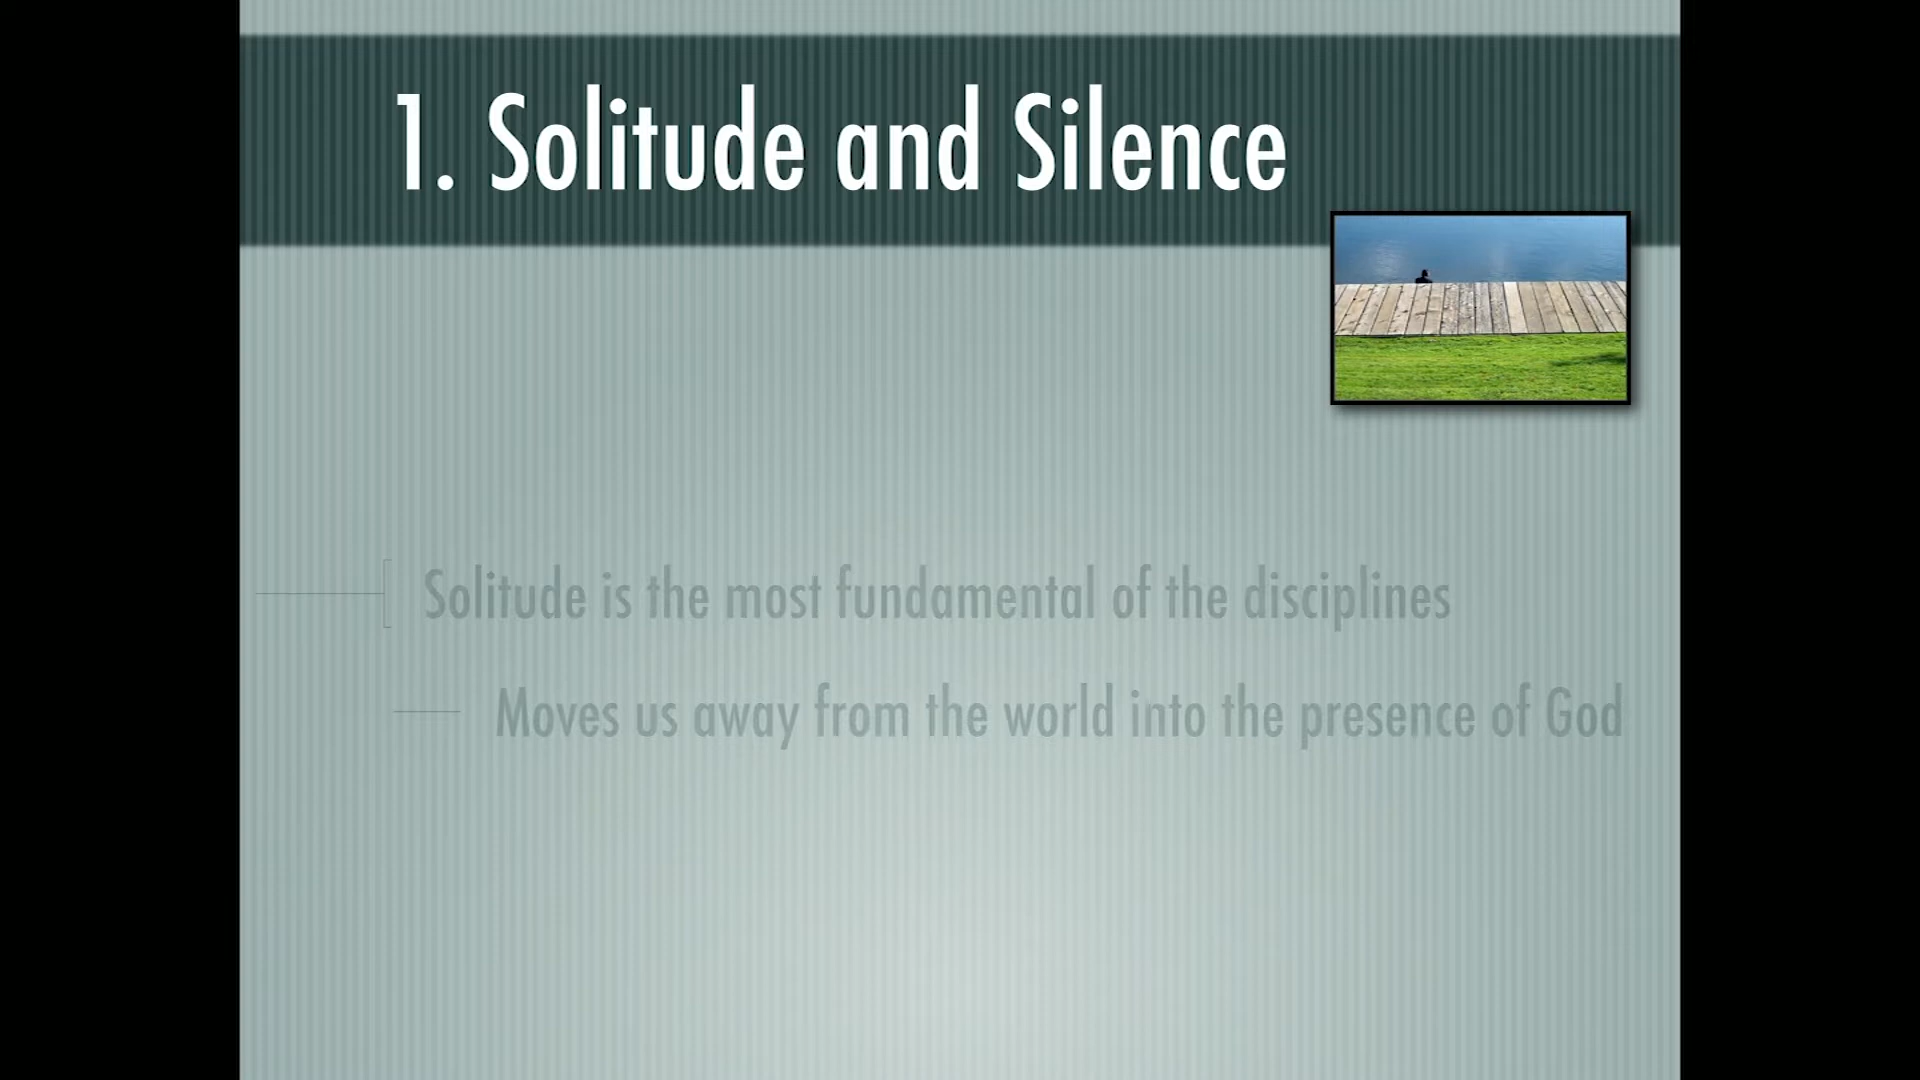 1. Solitude and Silence
Solitude is the most fundamental of the disciplines
Moves us away from the world into the presence of God